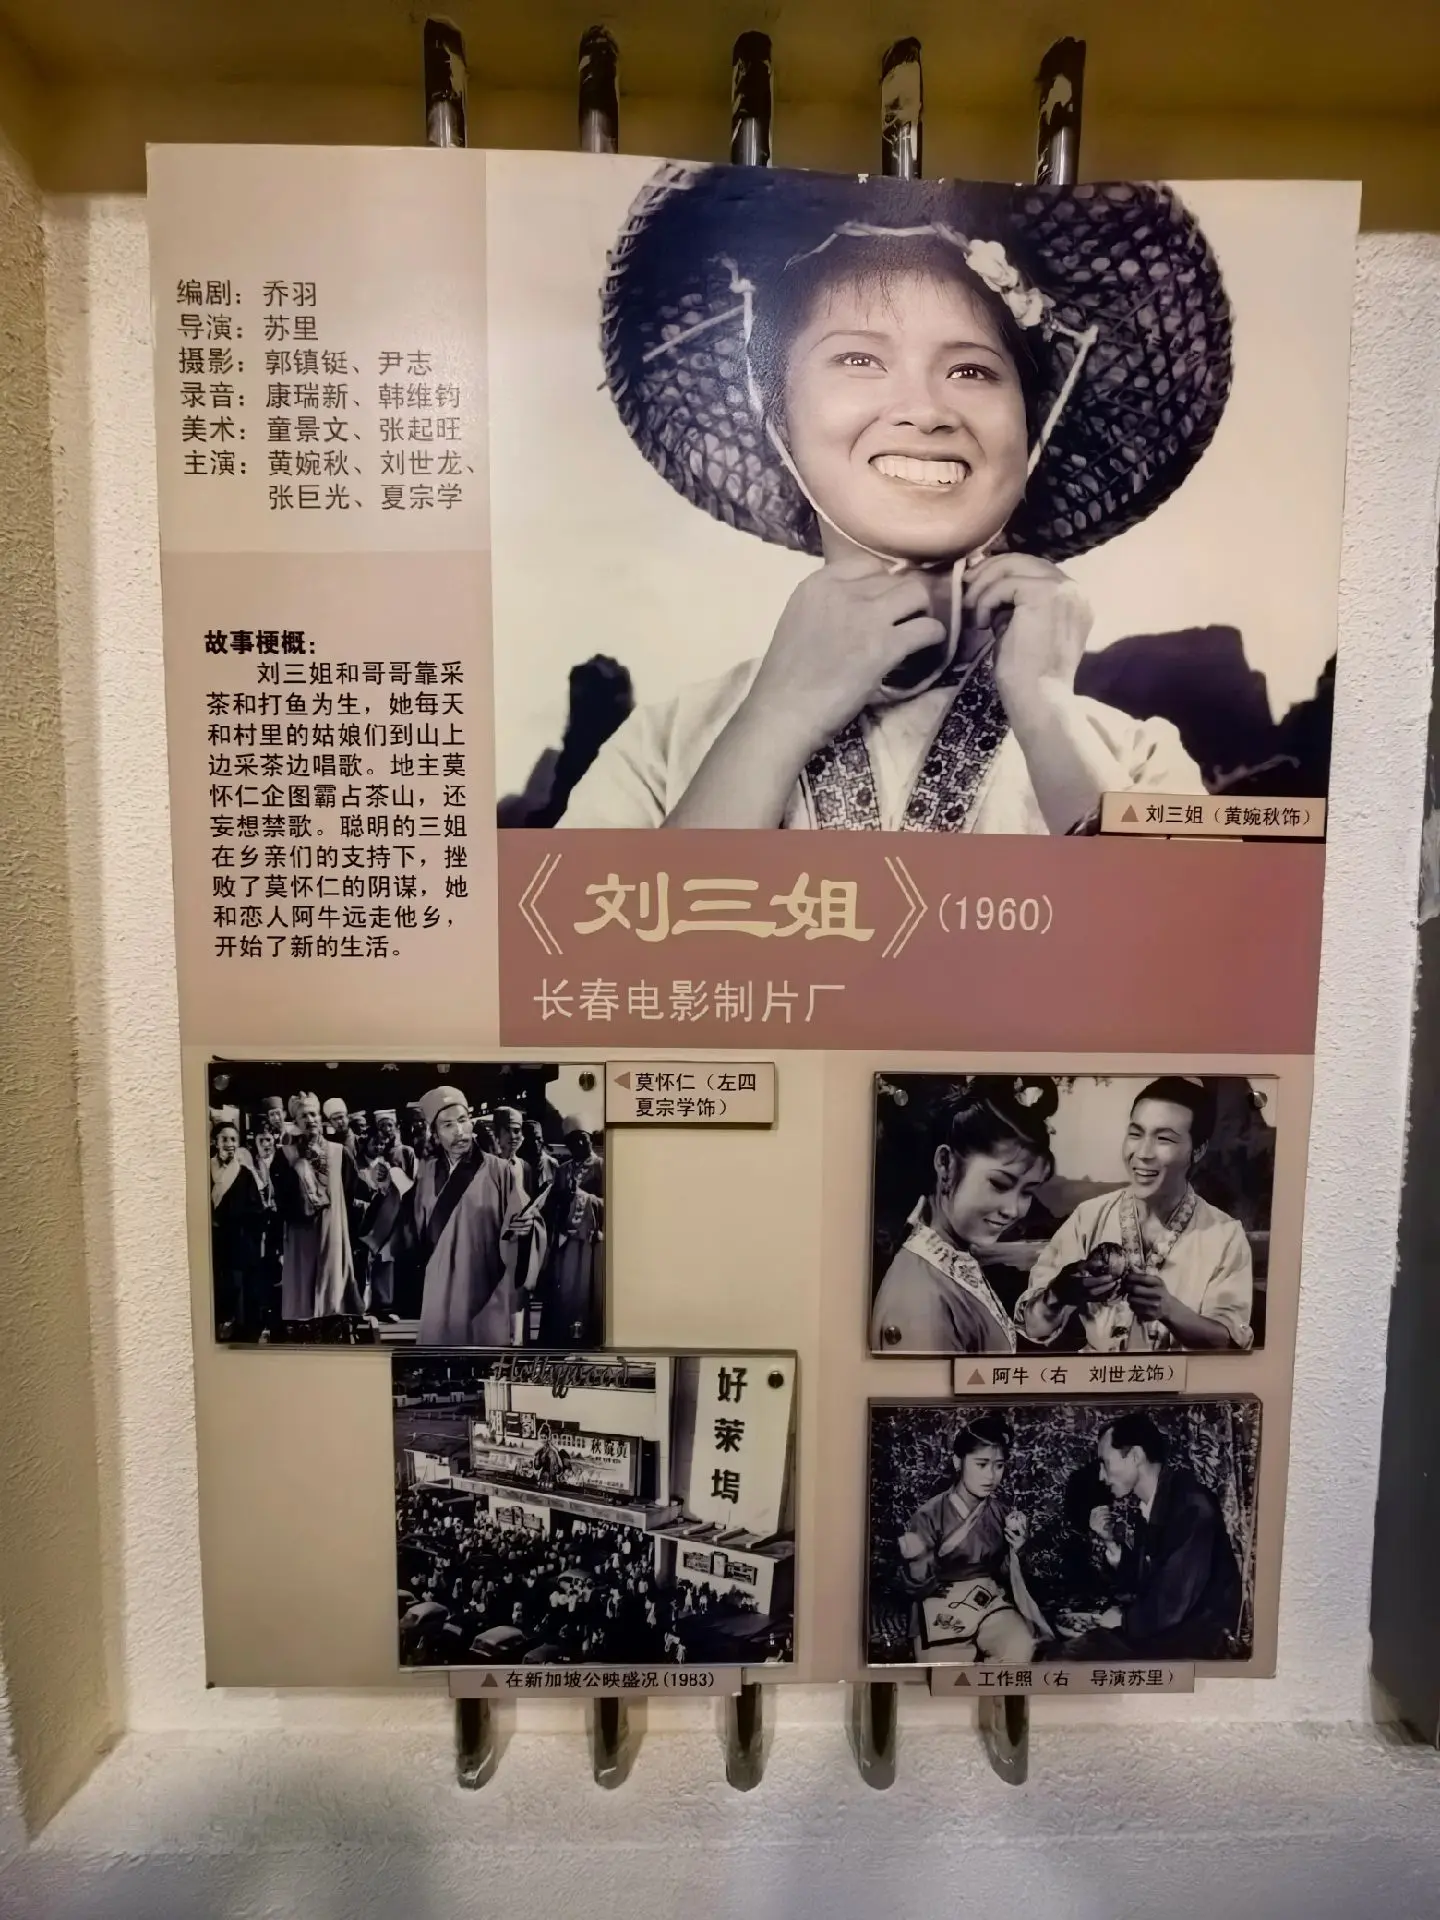 编剧：乔羽
导演：苏里
摄影：郭镇铤、尹志
录音：康瑞新、韩维钧
美术：童景文、张起旺
主演：黄婉秋、刘世龙、
张巨光、夏宗学
故事梗概：
刘三姐和哥哥靠采
茶和打鱼为生，她每天
和村里的姑娘们到山上
边采茶边唱歌。地主莫
怀仁企图霸占茶山，还
妄想禁歌。聪明的三姐
在乡亲们的支持下，挫
败了莫怀仁的阴谋，她
和恋人阿牛远走他乡，
开始了新的生活。
▲刘三姐（黄婉秋饰）
《刘三姐》(1960)
长春电影制片厂
◀莫怀仁（左四
夏宗学饰）
▲阿牛（右　刘世龙饰）
Hollywood
好萊塢
秋婉黄
▲在新加坡公映盛况(1983)
▲工作照（右　导演苏里）